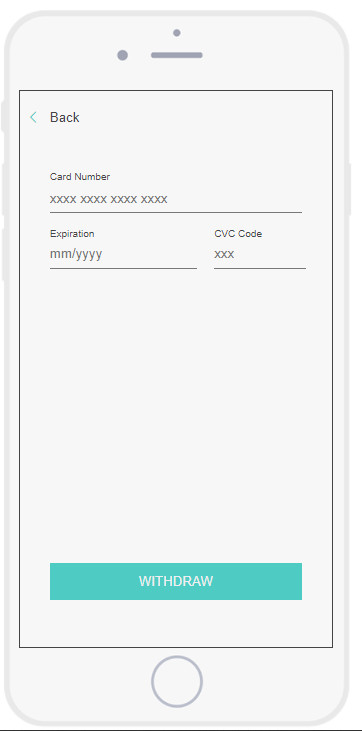 Back
Card Number
xxxx xxxx xxxx xxxx
Expiration
CVC Code
mm/yyyy
xxx
WITHDRAW